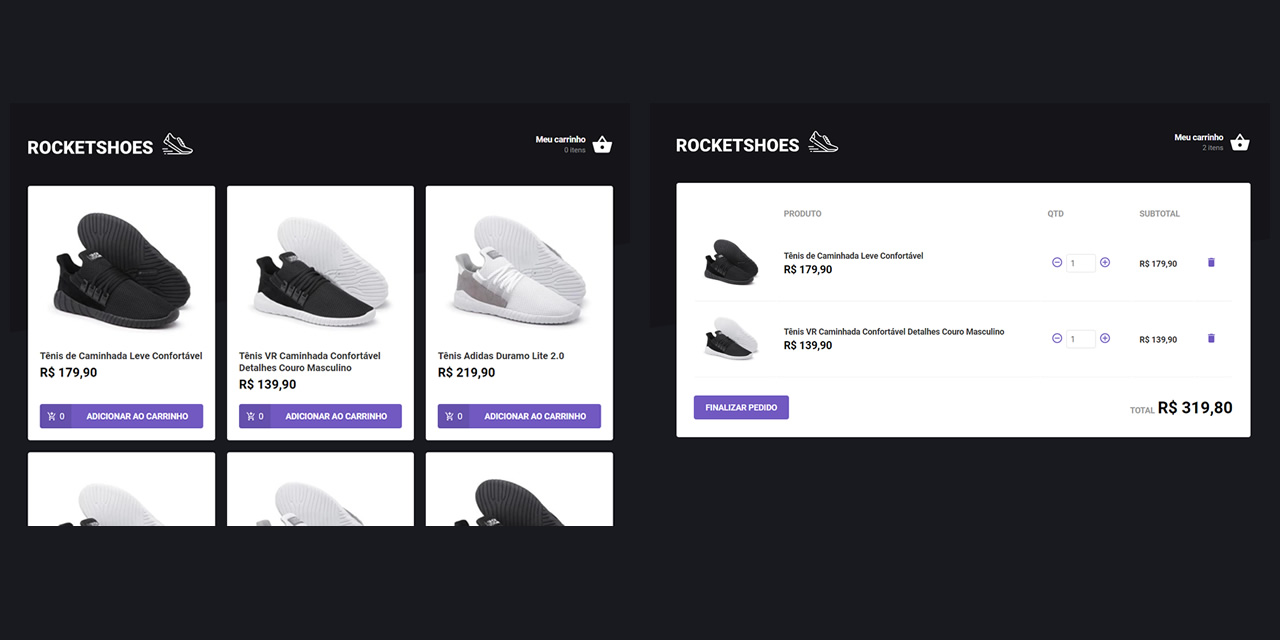 ROCKETSHOES
Meu carrinho
0 itens
Tênis de Caminhada Leve Confortável
R$ 179,90
0 ADICIONAR AO CARRINHO
Tênis VR Caminhada Confortável
Detalhes Couro Masculino
R$ 139,90
0 ADICIONAR AO CARRINHO
Tênis Adidas Duramo Lite 2.0
R$ 219,90
0 ADICIONAR AO CARRINHO
ROCKETSHOES
Meu carrinho
2 itens
PRODUTO QTD SUBTOTAL
Tênis de Caminhada Leve Confortável
R$ 179,90
1 R$ 179,90
Tênis VR Caminhada Confortável Detalhes Couro Masculino
R$ 139,90
1 R$ 139,90
FINALIZAR PEDIDO
TOTAL R$ 319,80